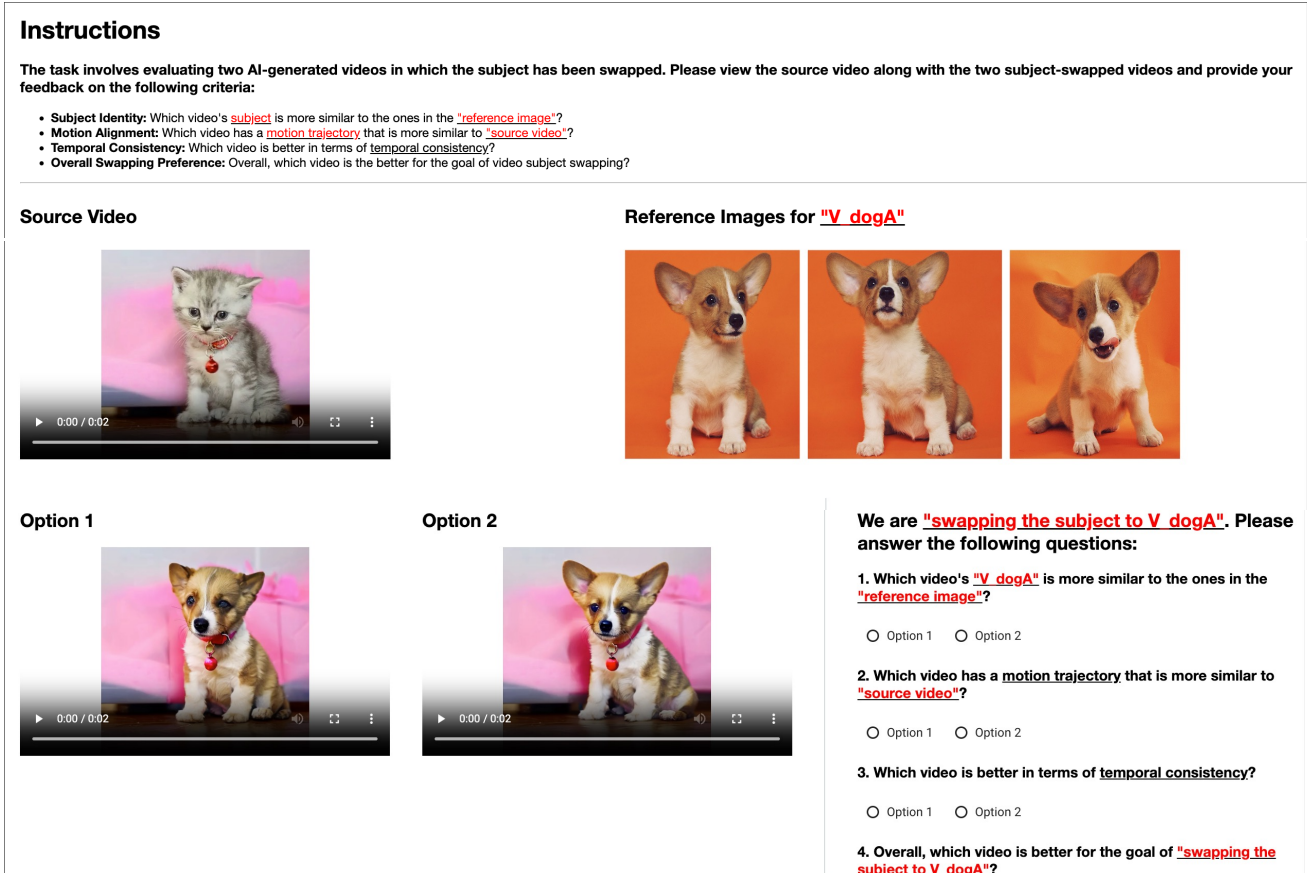 Instructions
The task involves evaluating two AI-generated videos in which the subject has been swapped. Please view the source video along with the two subject-swapped videos and provide your
feedback on the following criteria:
• Subject Identity: Which video's subject is more similar to the ones in the "reference image"?
• Motion Alignment: Which video has a motion trajectory that is more similar to "source video"?
• Temporal Consistency: Which video is better in terms of temporal consistency?
• Overall Swapping Preference: Overall, which video is the better for the goal of video subject swapping?
Source Video
Reference Images for "V_dogA"
0:00 / 0:02
Option 1
Option 2
0:00 / 0:02
0:00 / 0:02
We are "swapping the subject to V_dogA". Please
answer the following questions:
1. Which video's "V_dogA" is more similar to the ones in the
"reference image"?
Option 1 Option 2
2. Which video has a motion trajectory that is more similar to
"source video"?
Option 1 Option 2
3. Which video is better in terms of temporal consistency?
Option 1 Option 2
4. Overall, which video is better for the goal of "swapping the
subject to V_dogA"?